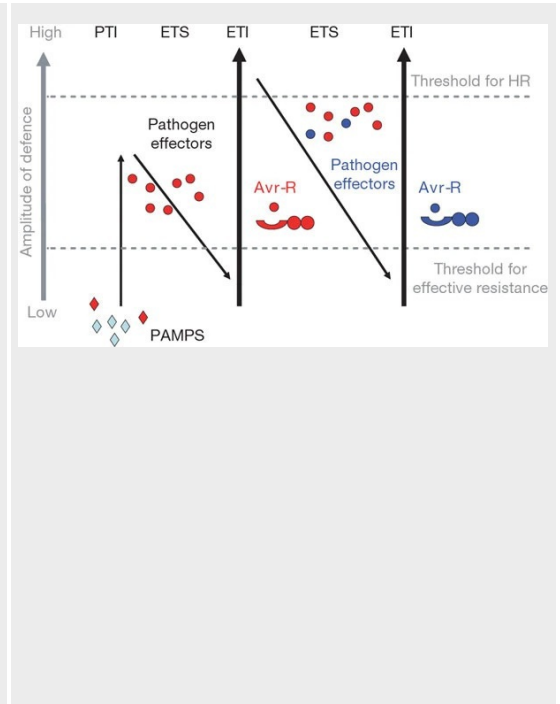 High PTI ETS ETI ETS ETI
Threshold for HR
Pathogen
effectors
Pathogen
effectors
Avr-R
Avr-R
Amplitude of defence
Threshold for
effective resistance
Low
PAMPS